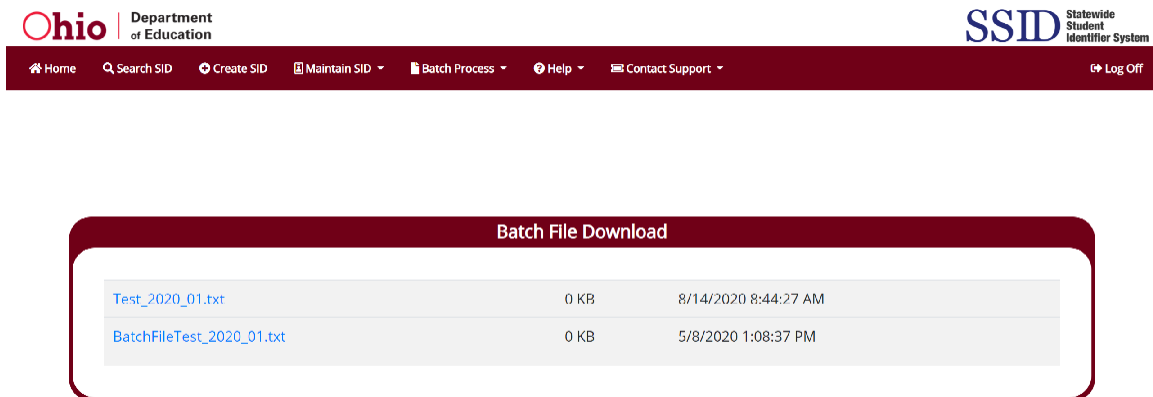 Ohio Department of Education
SSID Statewide Student Identifier System
Home Search SID Create SID Maintain SID Batch Process Help Contact Support Log Off
Batch File Download
Test_2020_01.txt 0 KB 8/14/2020 8:44:27 AM
BatchFileTest_2020_01.txt 0 KB 5/8/2020 1:08:37 PM